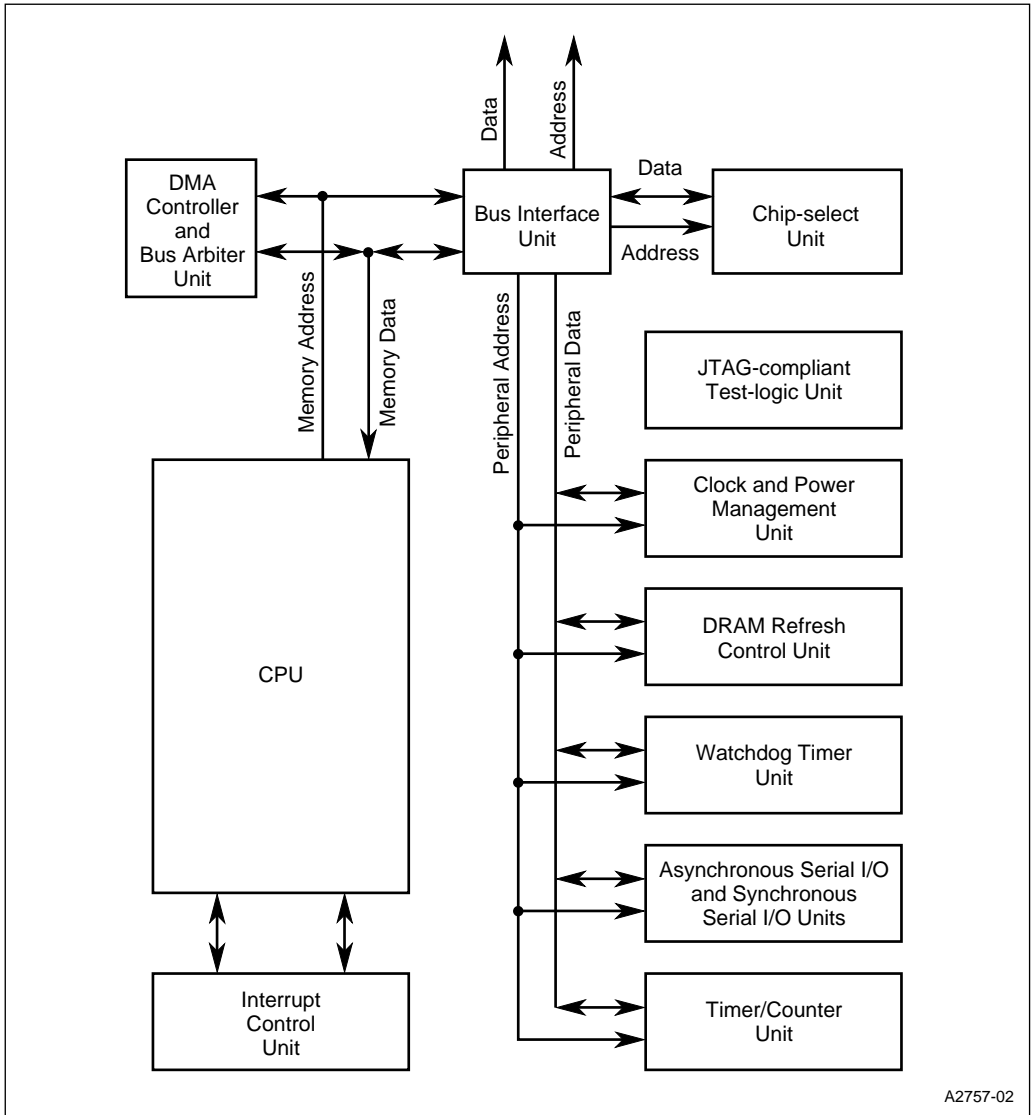 Data
Address
DMA
Controller
and
Bus Arbiter
Unit
Bus Interface
Unit
Data
Address
Chip-select
Unit
Memory Address
Memory Data
Peripheral Address
Peripheral Data
JTAG-compliant
Test-logic Unit
CPU
Clock and Power
Management
Unit
DRAM Refresh
Control Unit
Watchdog Timer
Unit
Asynchronous Serial I/O
and Synchronous
Serial I/O Units
Interrupt
Control
Unit
Timer/Counter
Unit
A2757-02